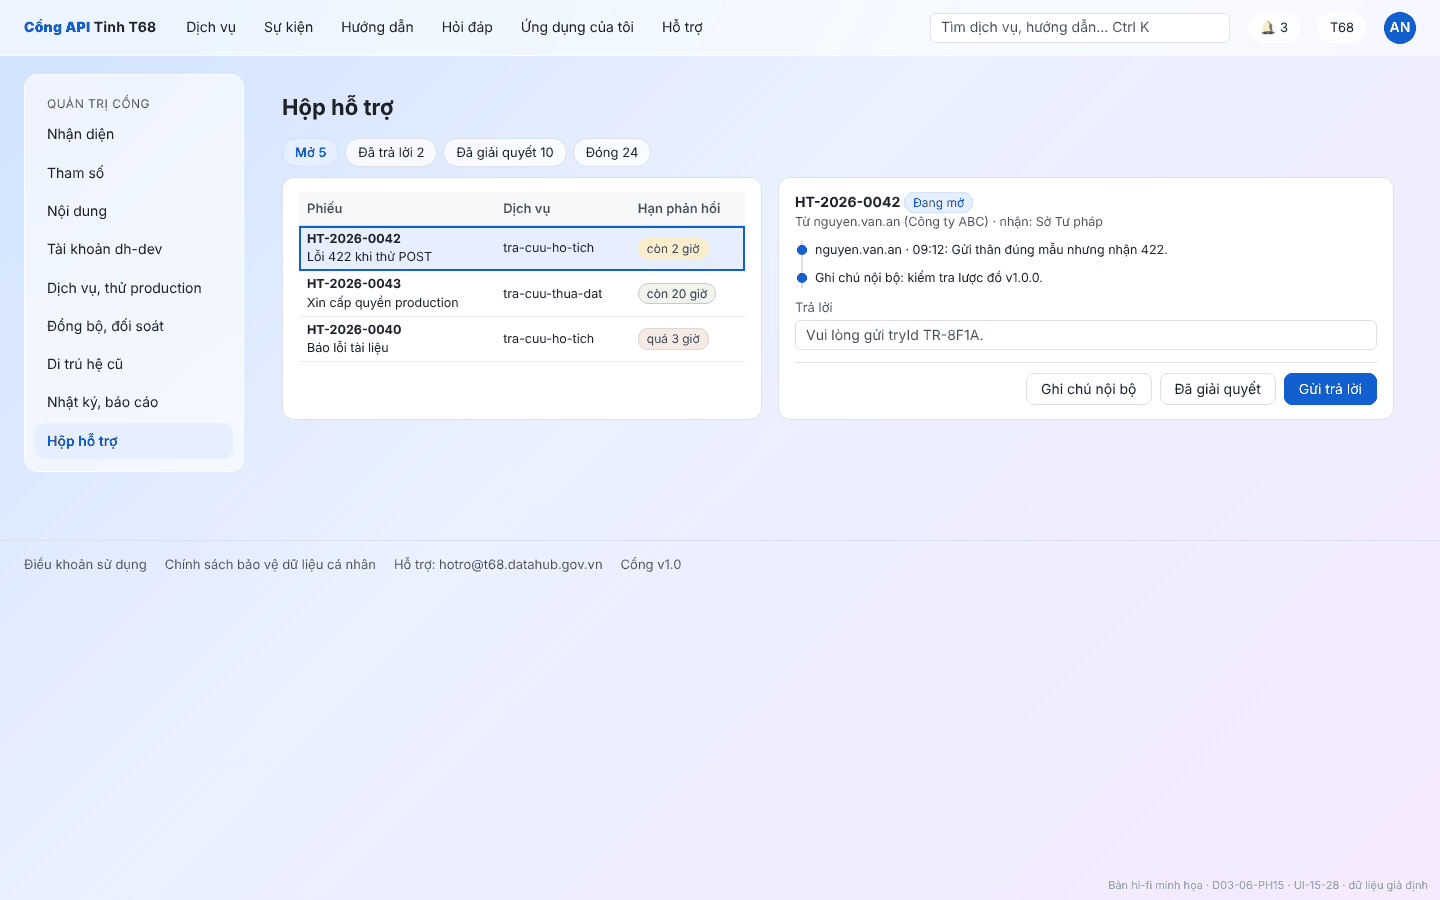 Cổng API Tỉnh T68 Dịch vụ Sự kiện Hướng dẫn Hỏi đáp Ứng dụng của tôi Hỗ trợ Tìm dịch vụ, hướng dẫn... Ctrl K 3 T68 AN
QUẢN TRỊ CỔNG
Nhận diện
Tham số
Nội dung
Tài khoản dh-dev
Dịch vụ, thử production
Đồng bộ, đối soát
Di trú hệ cũ
Nhật ký, báo cáo
Hộp hỗ trợ
Hộp hỗ trợ
Mở 5 Đã trả lời 2 Đã giải quyết 10 Đóng 24
Phiếu Dịch vụ Hạn phản hồi
HT-2026-0042
Lỗi 422 khi thử POST
tra-cuu-ho-tich
còn 2 giờ
HT-2026-0043
Xin cấp quyền production
tra-cuu-thua-dat
còn 20 giờ
HT-2026-0040
Báo lỗi tài liệu
tra-cuu-ho-tich
quá 3 giờ
HT-2026-0042 Đang mở
Từ nguyen.van.an (Công ty ABC) · nhận: Sở Tư pháp
nguyen.van.an · 09:12: Gửi thân đúng mẫu nhưng nhận 422.
Ghi chú nội bộ: kiểm tra lược đồ v1.0.0.
Trả lời
Vui lòng gửi tryId TR-8F1A.
Ghi chú nội bộ Đã giải quyết Gửi trả lời
Điều khoản sử dụng Chính sách bảo vệ dữ liệu cá nhân Hỗ trợ: hotro@t68.datahub.gov.vn Cổng v1.0
Bản hi-fi minh họa · D03-06-PH15 · UI-15-28 · dữ liệu giả định